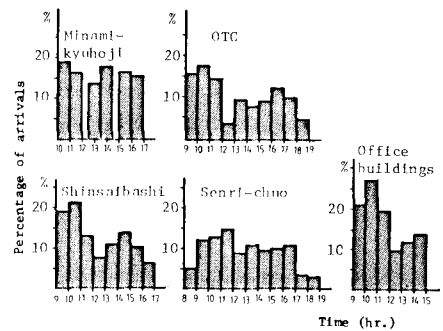 %
Minami-
kyuhoji
20
10
10 11 12 13 14 15 16 17
%
OTC
20
10
9 10 11 12 13 14 15 16 17 18 19
Percentage of arrivals
%
Shinsaibashi
20
10
9 10 11 12 13 14 15 16 17
%
Senri-chuo
20
10
8 9 10 11 12 13 14 15 16 17 18 19
Office
buildings
%
20
10
9 10 11 12 13 14 15
Time (hr.)